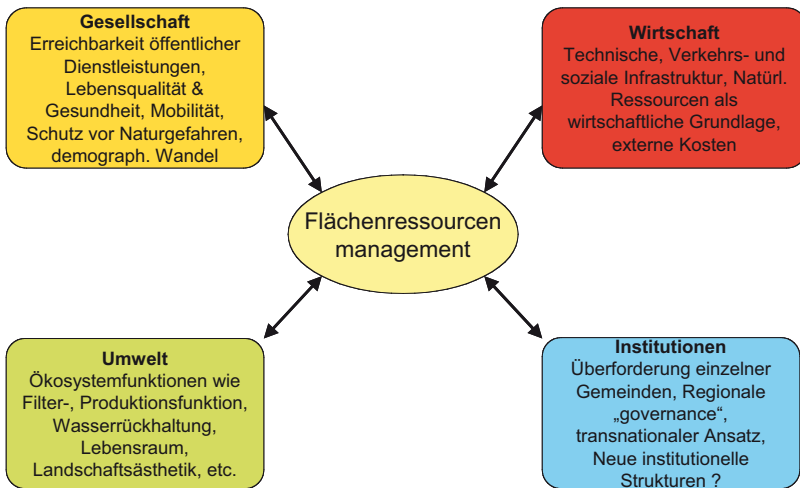 Gesellschaft
Erreichbarkeit öffentlicher
Dienstleistungen,
Lebensqualität &
Gesundheit, Mobilität,
Schutz vor Naturgefahren,
demograph. Wandel
Wirtschaft
Technische, Verkehrs- und
soziale Infrastruktur, Natürl.
Ressourcen als
wirtschaftliche Grundlage,
externe Kosten
Flächenressourcen
management
Umwelt
Ökosystemfunktionen wie
Filter-, Produktionsfunktion,
Wasserrückhaltung,
Lebensraum,
Landschaftsästhetik, etc.
Institutionen
Überforderung einzelner
Gemeinden, Regionale
„governance“,
transnationaler Ansatz,
Neue institutionelle
Strukturen ?